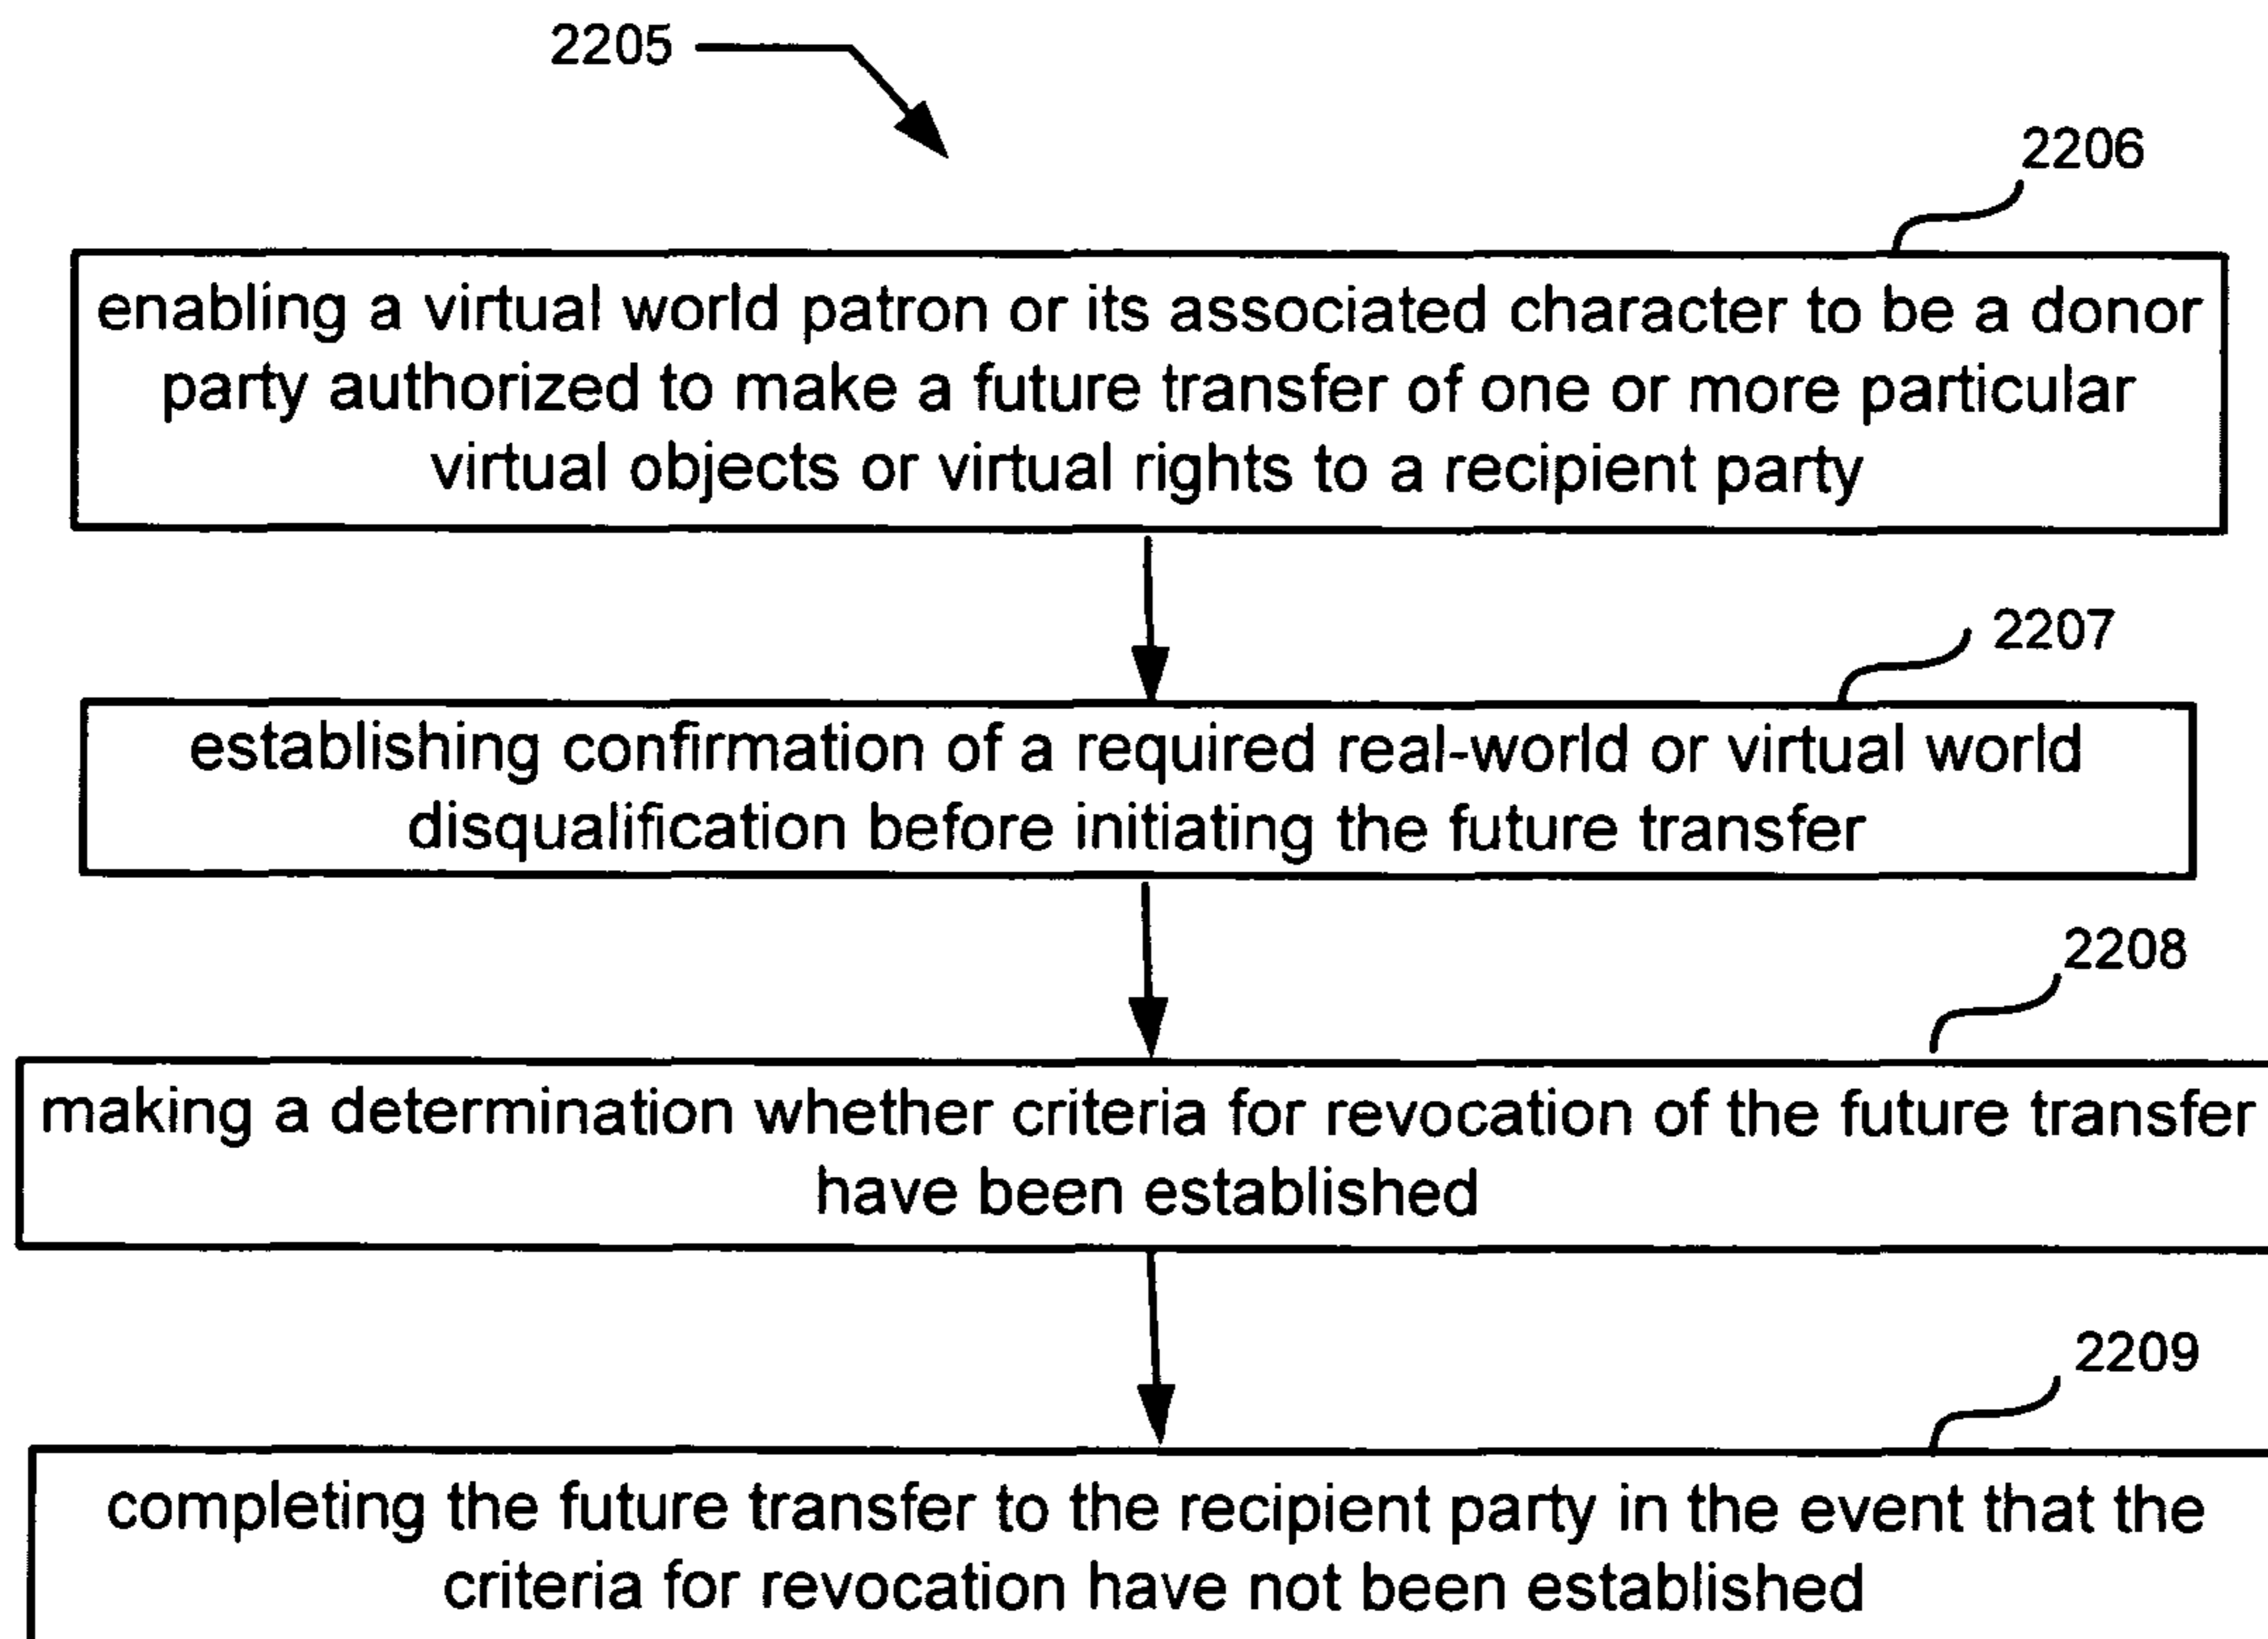 2205
2206
enabling a virtual world patron or its associated character to be a donor
party authorized to make a future transfer of one or more particular
virtual objects or virtual rights to a recipient party
2207
establishing confirmation of a required real-world or virtual world
disqualification before initiating the future transfer
2208
making a determination whether criteria for revocation of the future transfer
have been established
2209
completing the future transfer to the recipient party in the event that the
criteria for revocation have not been established